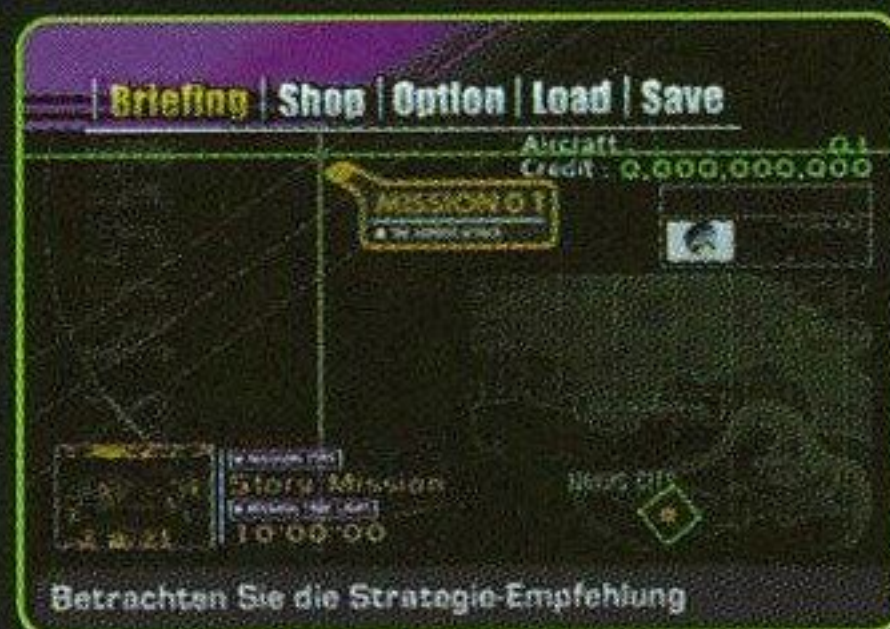 Briefing | Shop | Option | Load | Save
Aircraft : 01
Credit : 0,000,000,000
MISSION 01
Story Mission
10'00'00
Betrachten Sie die Strategie-Empfehlung